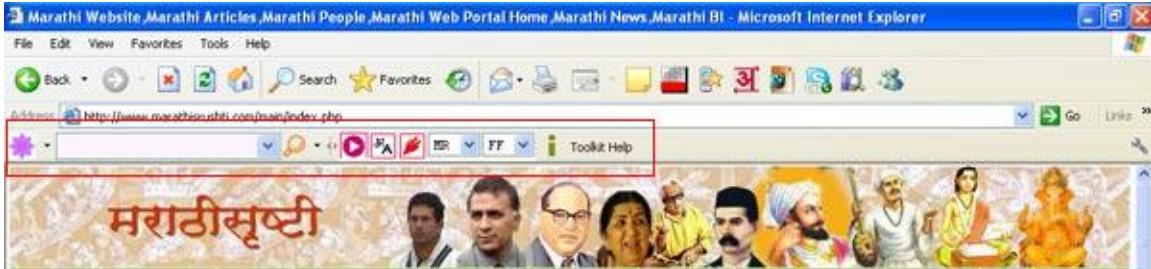 Marathi Website ,Marathi Articles ,Marathi People ,Marathi Web Portal Home ,Marathi News ,Marathi Bl - Microsoft Internet Explorer
File Edit View Favorites Tools Help
Back Search Favorites अ
Address http://www.marathisrushti.com/main/index.php Go Links »
A MR FF Toolkit Help
मराठीसृष्टी